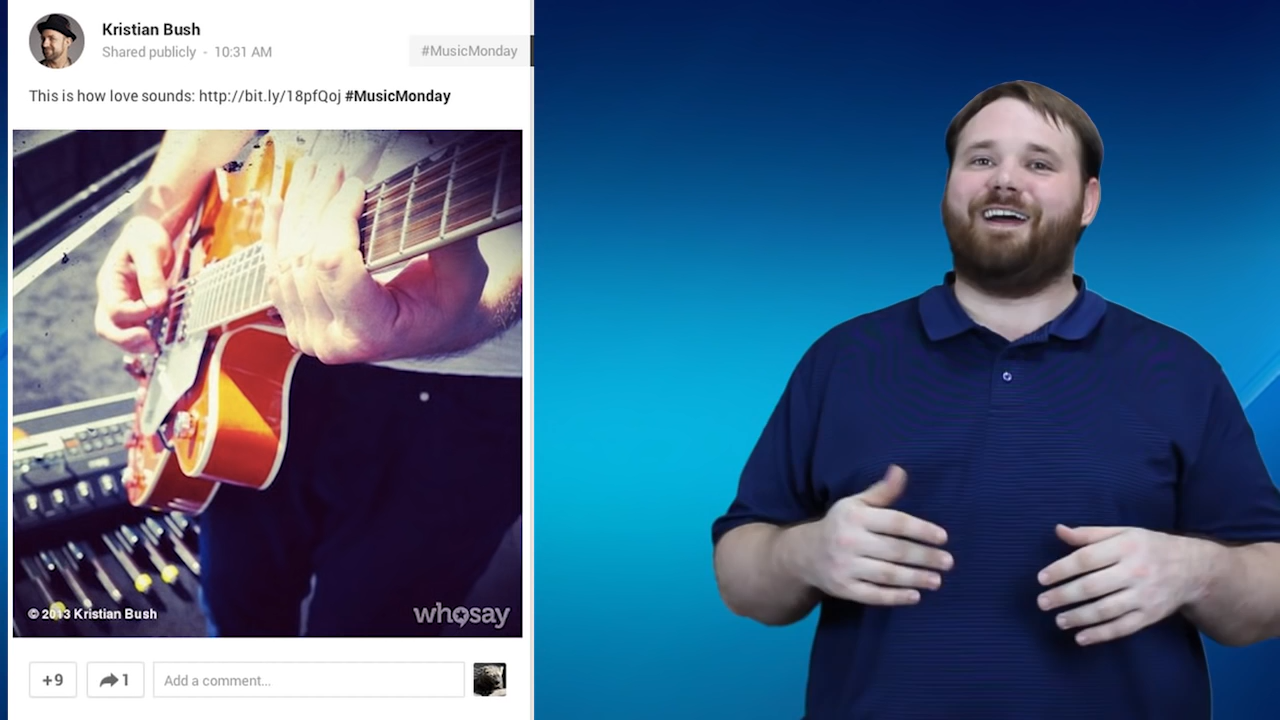 Kristian Bush
Shared publicly - 10:31 AM
#MusicMonday
This is how love sounds: http://bit.ly/18pfQoj #MusicMonday
© 2013 Kristian Bush
whosay
+9
1
Add a comment...